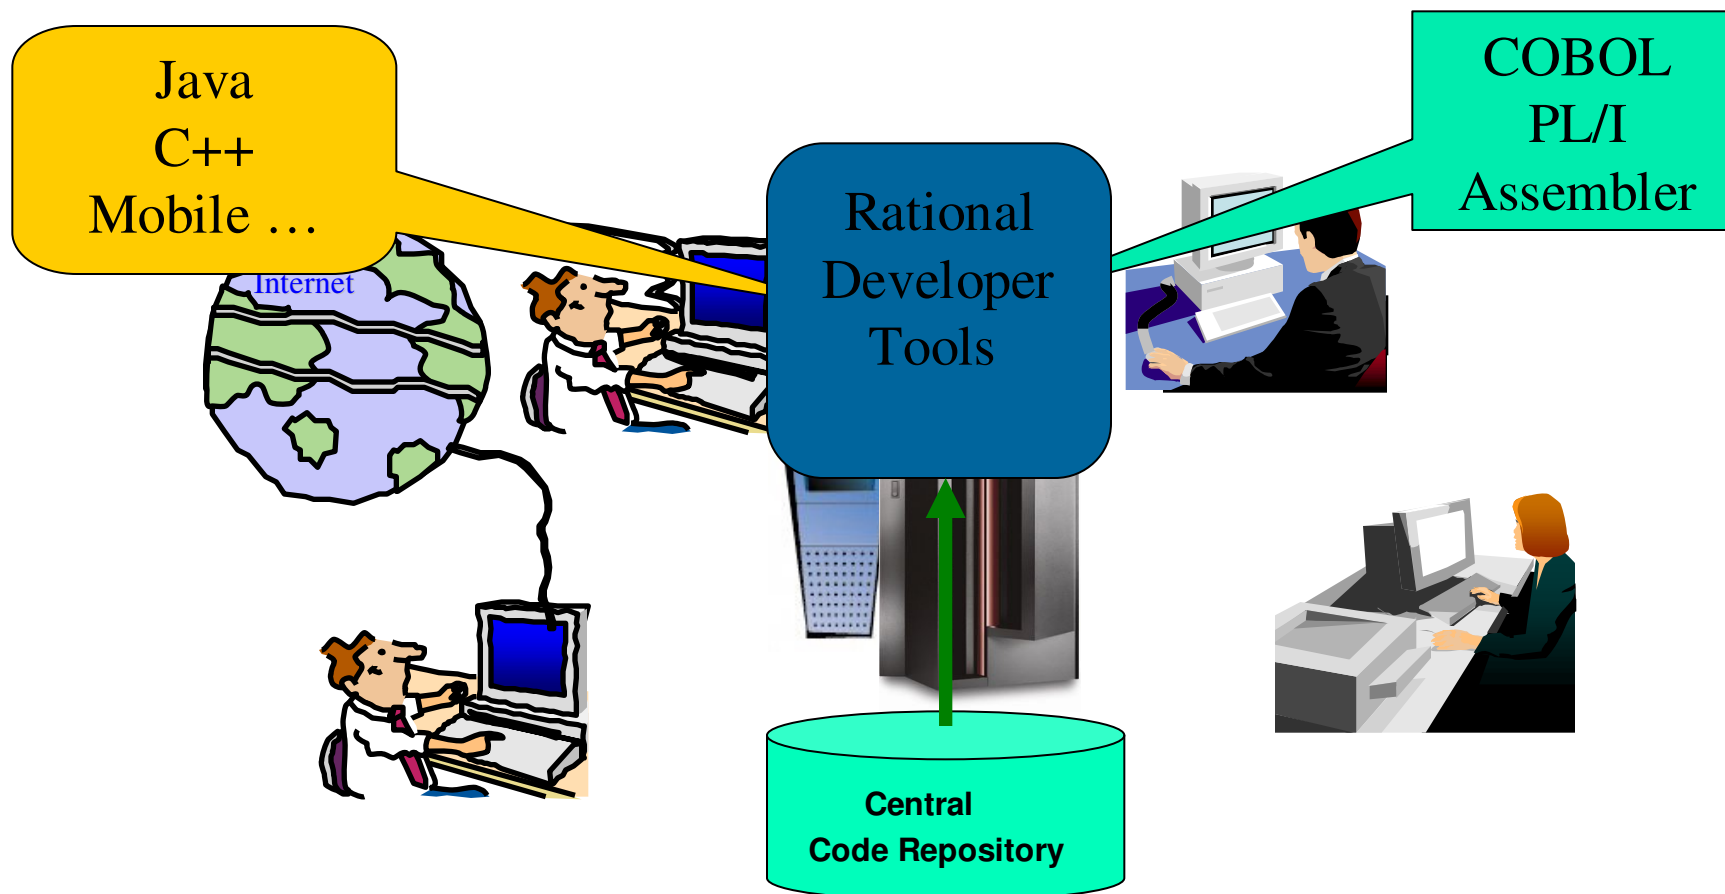 Java
C++
Mobile …
Internet
Rational
Developer
Tools
COBOL
PL/I
Assembler
Central
Code Repository